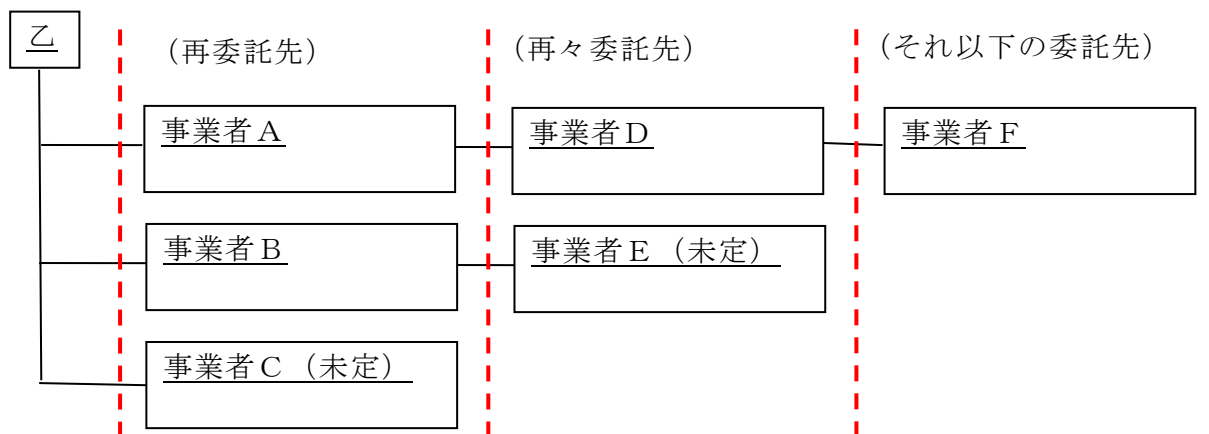 乙
（再委託先）
（再々委託先）
（それ以下の委託先）
事業者Ａ
事業者Ｄ
事業者Ｆ
事業者Ｂ
事業者Ｅ（未定）
事業者Ｃ（未定）